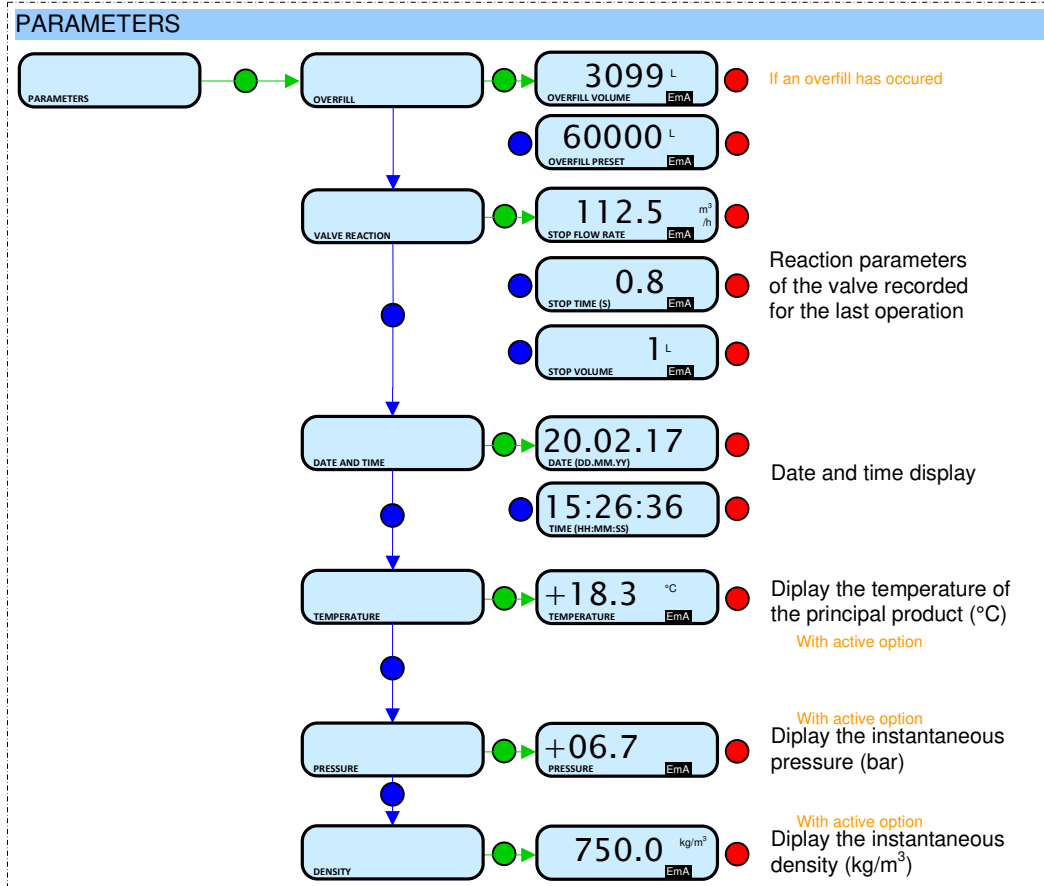 PARAMETERS
PARAMETERS
OVERFILL
3099 L
OVERFILL VOLUME EmA
If an overfill has occured
60000 L
OVERFILL PRESET EmA
VALVE REACTION
112.5 m³
/h
STOP FLOW RATE EmA
0.8
STOP TIME (S) EmA
1 L
STOP VOLUME EmA
Reaction parameters
of the valve recorded
for the last operation
DATE AND TIME
20.02.17
DATE (DD.MM.YY)
15:26:36
TIME (HH:MM:SS)
Date and time display
TEMPERATURE
+18.3 °C
TEMPERATURE EmA
Diplay the temperature of
the principal product (°C)
With active option
PRESSURE
+06.7
PRESSURE EmA
With active option
Diplay the instantaneous
pressure (bar)
DENSITY
750.0 kg/m³
EmA
With active option
Diplay the instantaneous
density (kg/m³)